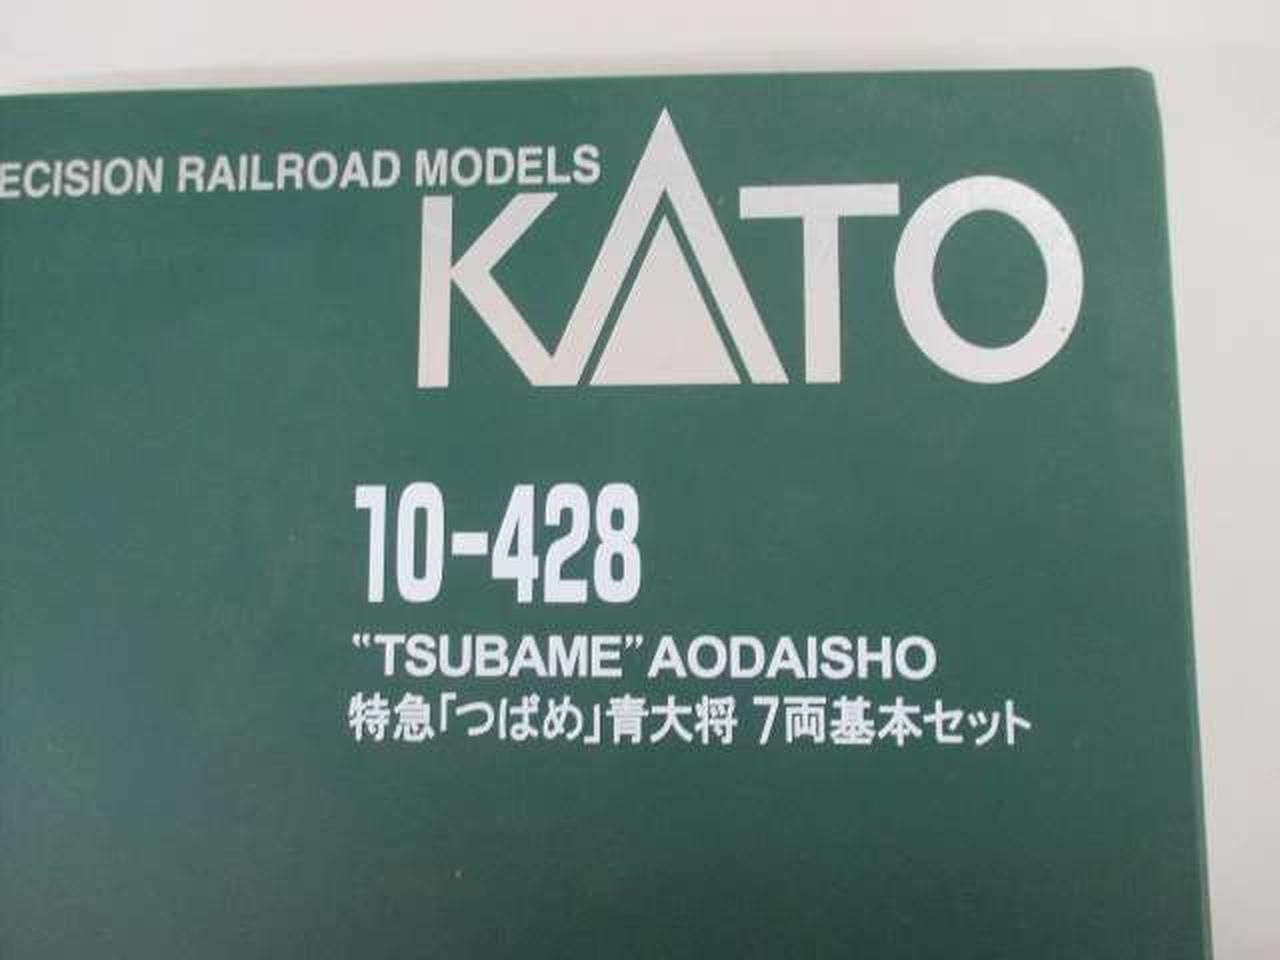 ECISION RAILROAD MODELS
KATO
10-428
“TSUBAME” AODAISHO
特急「つばめ」青大将 7両基本セット